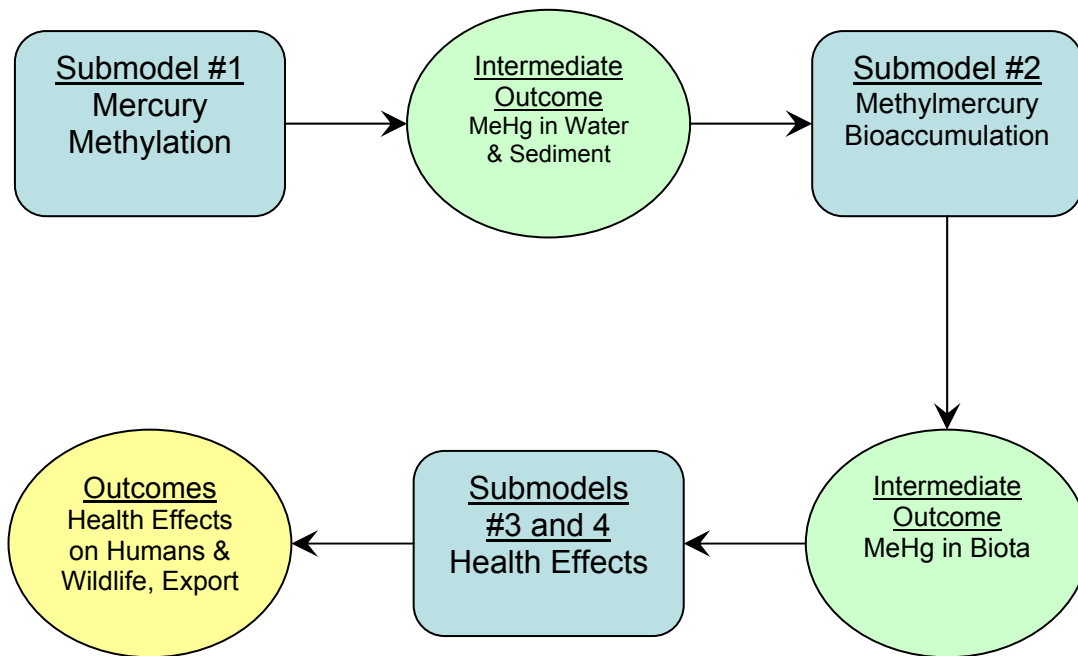 Submodel #1
Mercury
Methylation
Intermediate
Outcome
MeHg in Water
& Sediment
Submodel #2
Methylmercury
Bioaccumulation
Outcomes
Health Effects
on Humans &
Wildlife, Export
Submodels
#3 and 4
Health Effects
Intermediate
Outcome
MeHg in Biota